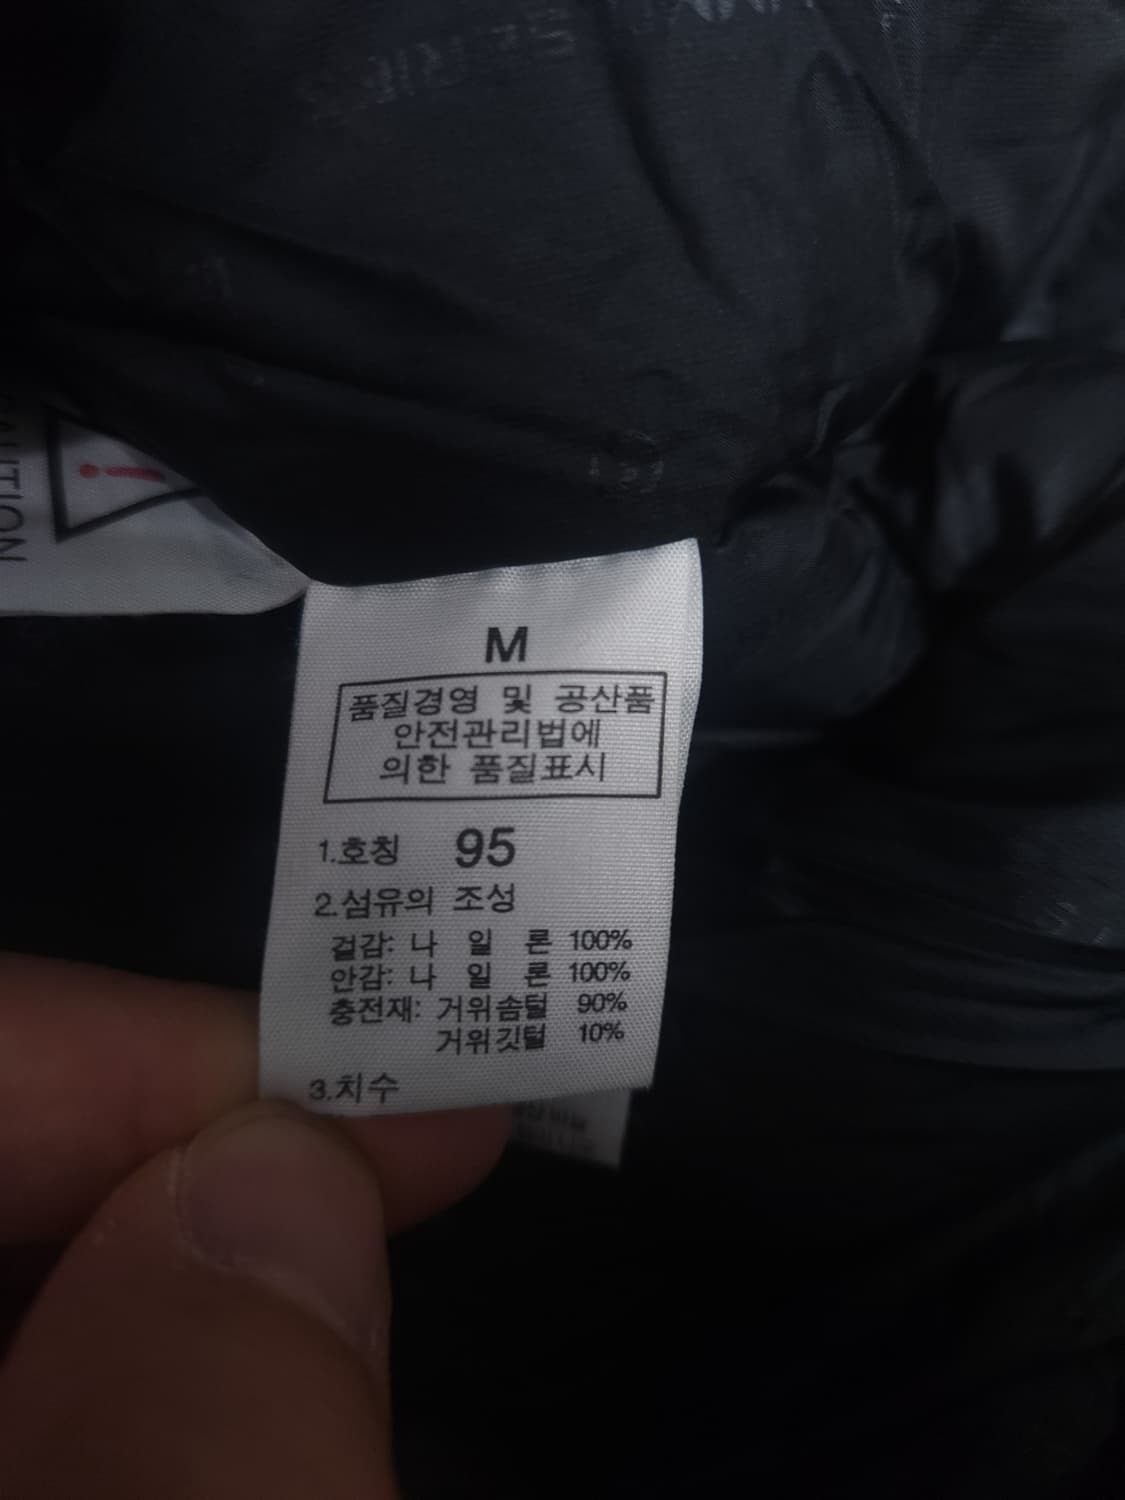 CAUTION
M
품질경영 및 공산품
안전관리법에
의한 품질표시
1.호칭 95
2.섬유의 조성
겉감: 나 일 론 100%
안감: 나 일 론 100%
충전재: 거위솜털 90%
거위깃털 10%
3.치수